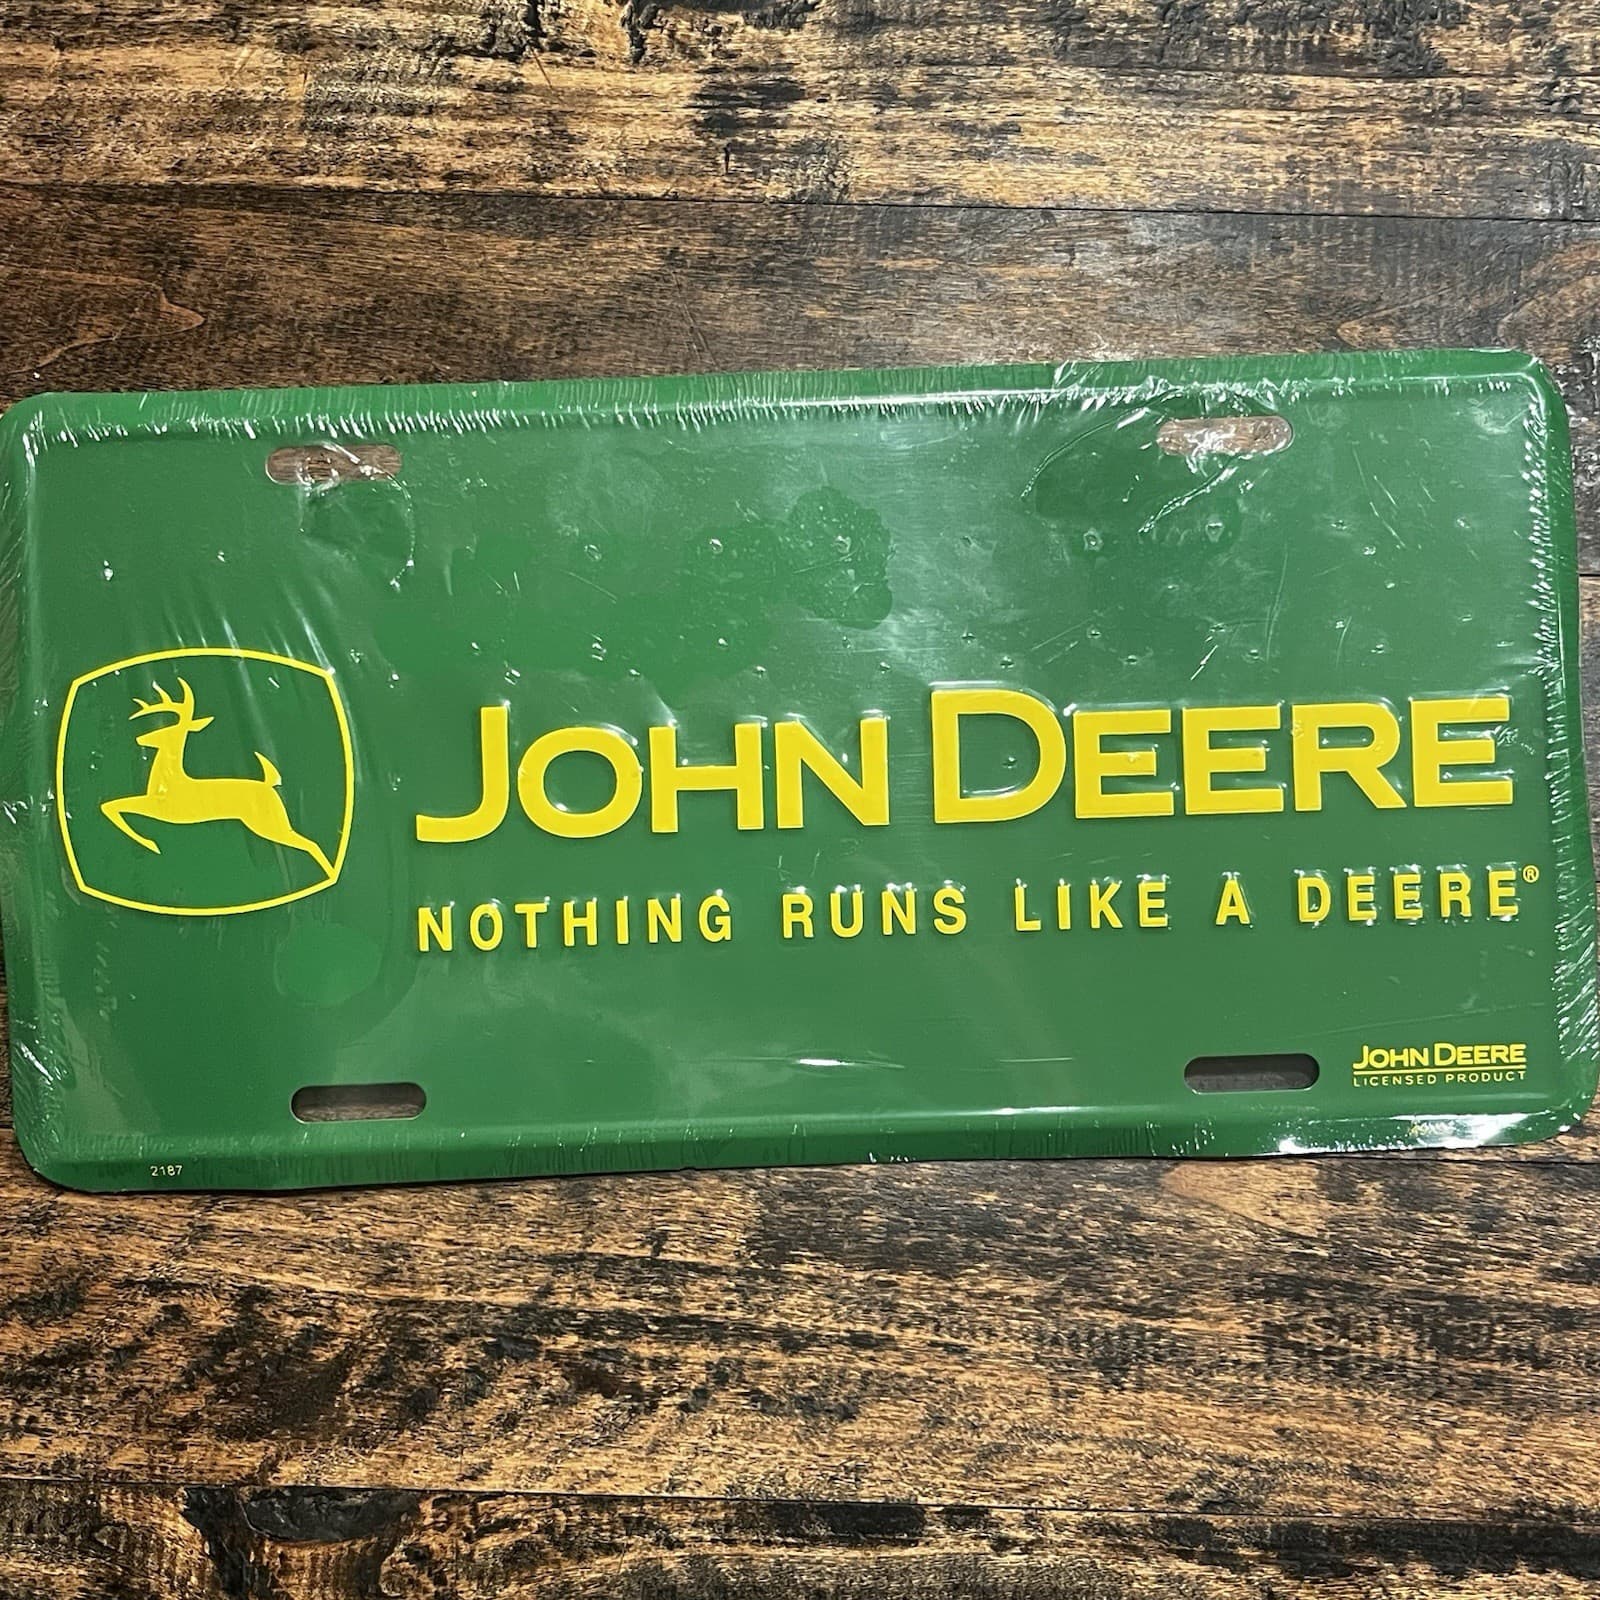 JOHN DEERE
NOTHING RUNS LIKE A DEERE®
JOHN DEERE
LICENSED PRODUCT
2187